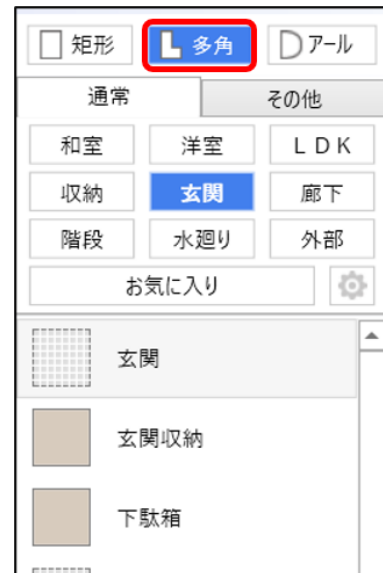 矩形 多角 アール
通常 その他
和室 洋室 LDK
収納 玄関 廊下
階段 水廻り 外部
お気に入り
玄関
玄関収納
下駄箱